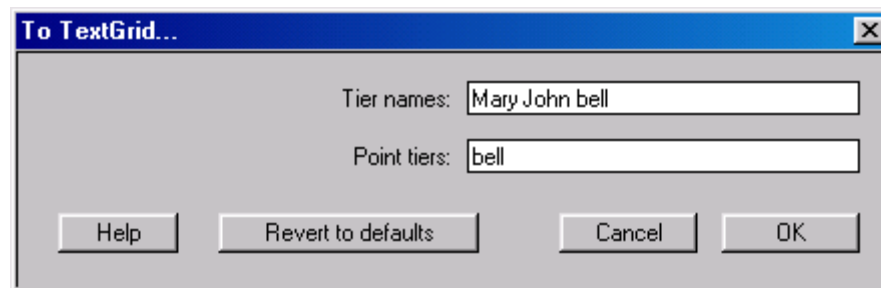 To TextGrid...
Tier names: Mary John bell
Point tiers: bell
Help Revert to defaults Cancel OK